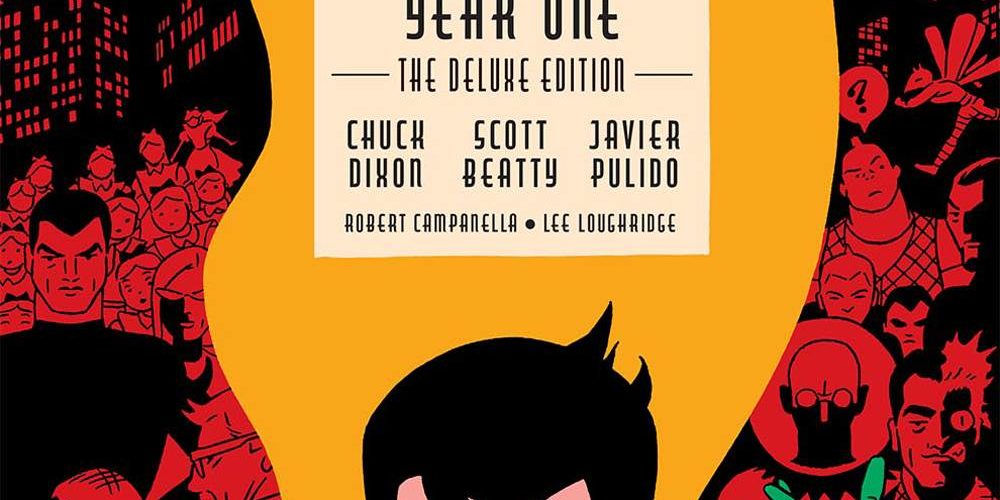 YEAR ONE
THE DELUXE EDITION
CHUCK DIXON
SCOTT BEATTY
JAVIER PULIDO
ROBERT CAMPANELLA • LEE LOUGHRIDGE
?